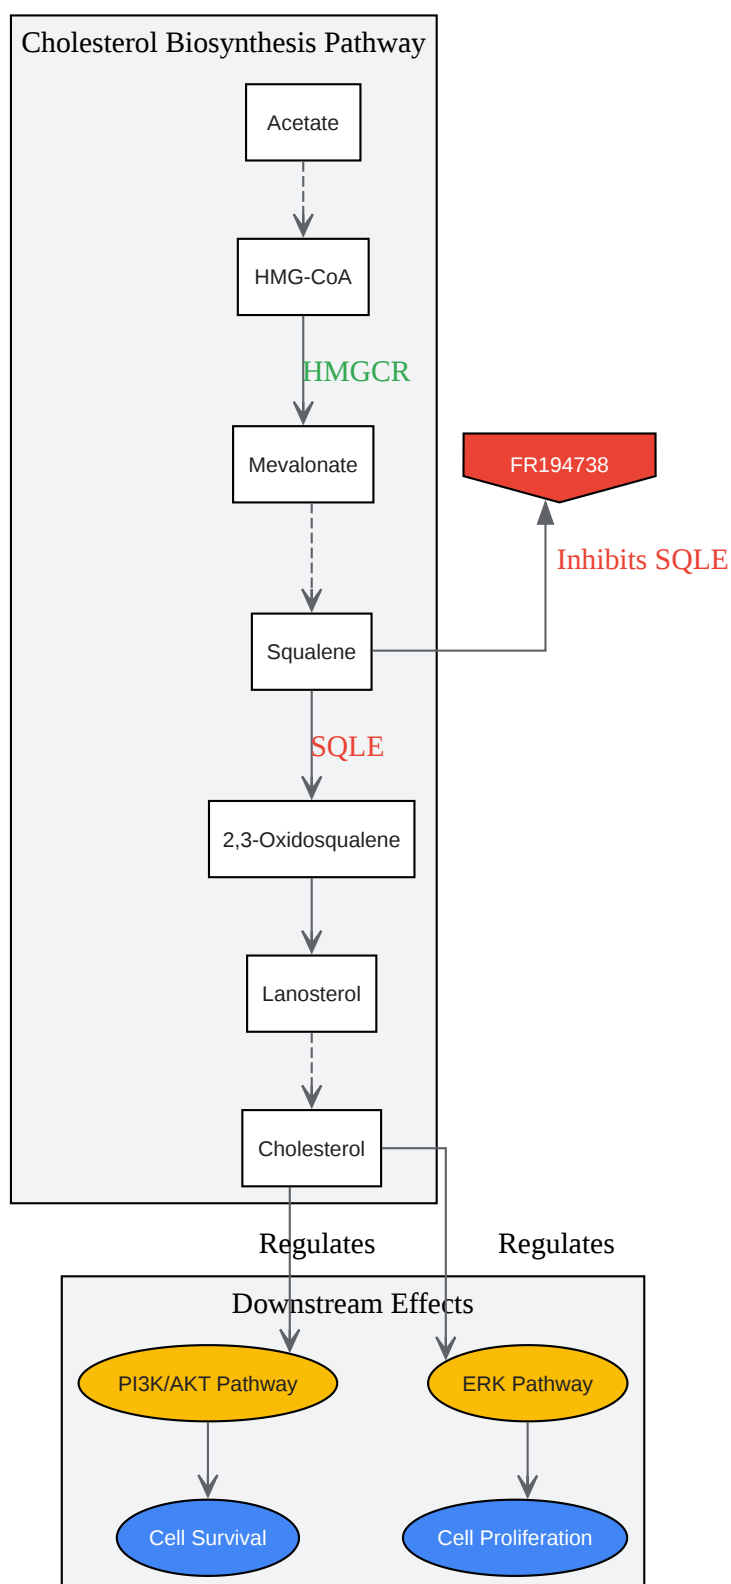 Cholesterol Biosynthesis Pathway
Acetate
HMG-CoA
HMGCR
Mevalonate
FR194738
Inhibits SQLE
Squalene
SQLE
2,3-Oxidosqualene
Lanosterol
Cholesterol
Regulates
Regulates
Downstream Effects
PI3K/AKT Pathway
ERK Pathway
Cell Survival
Cell Proliferation